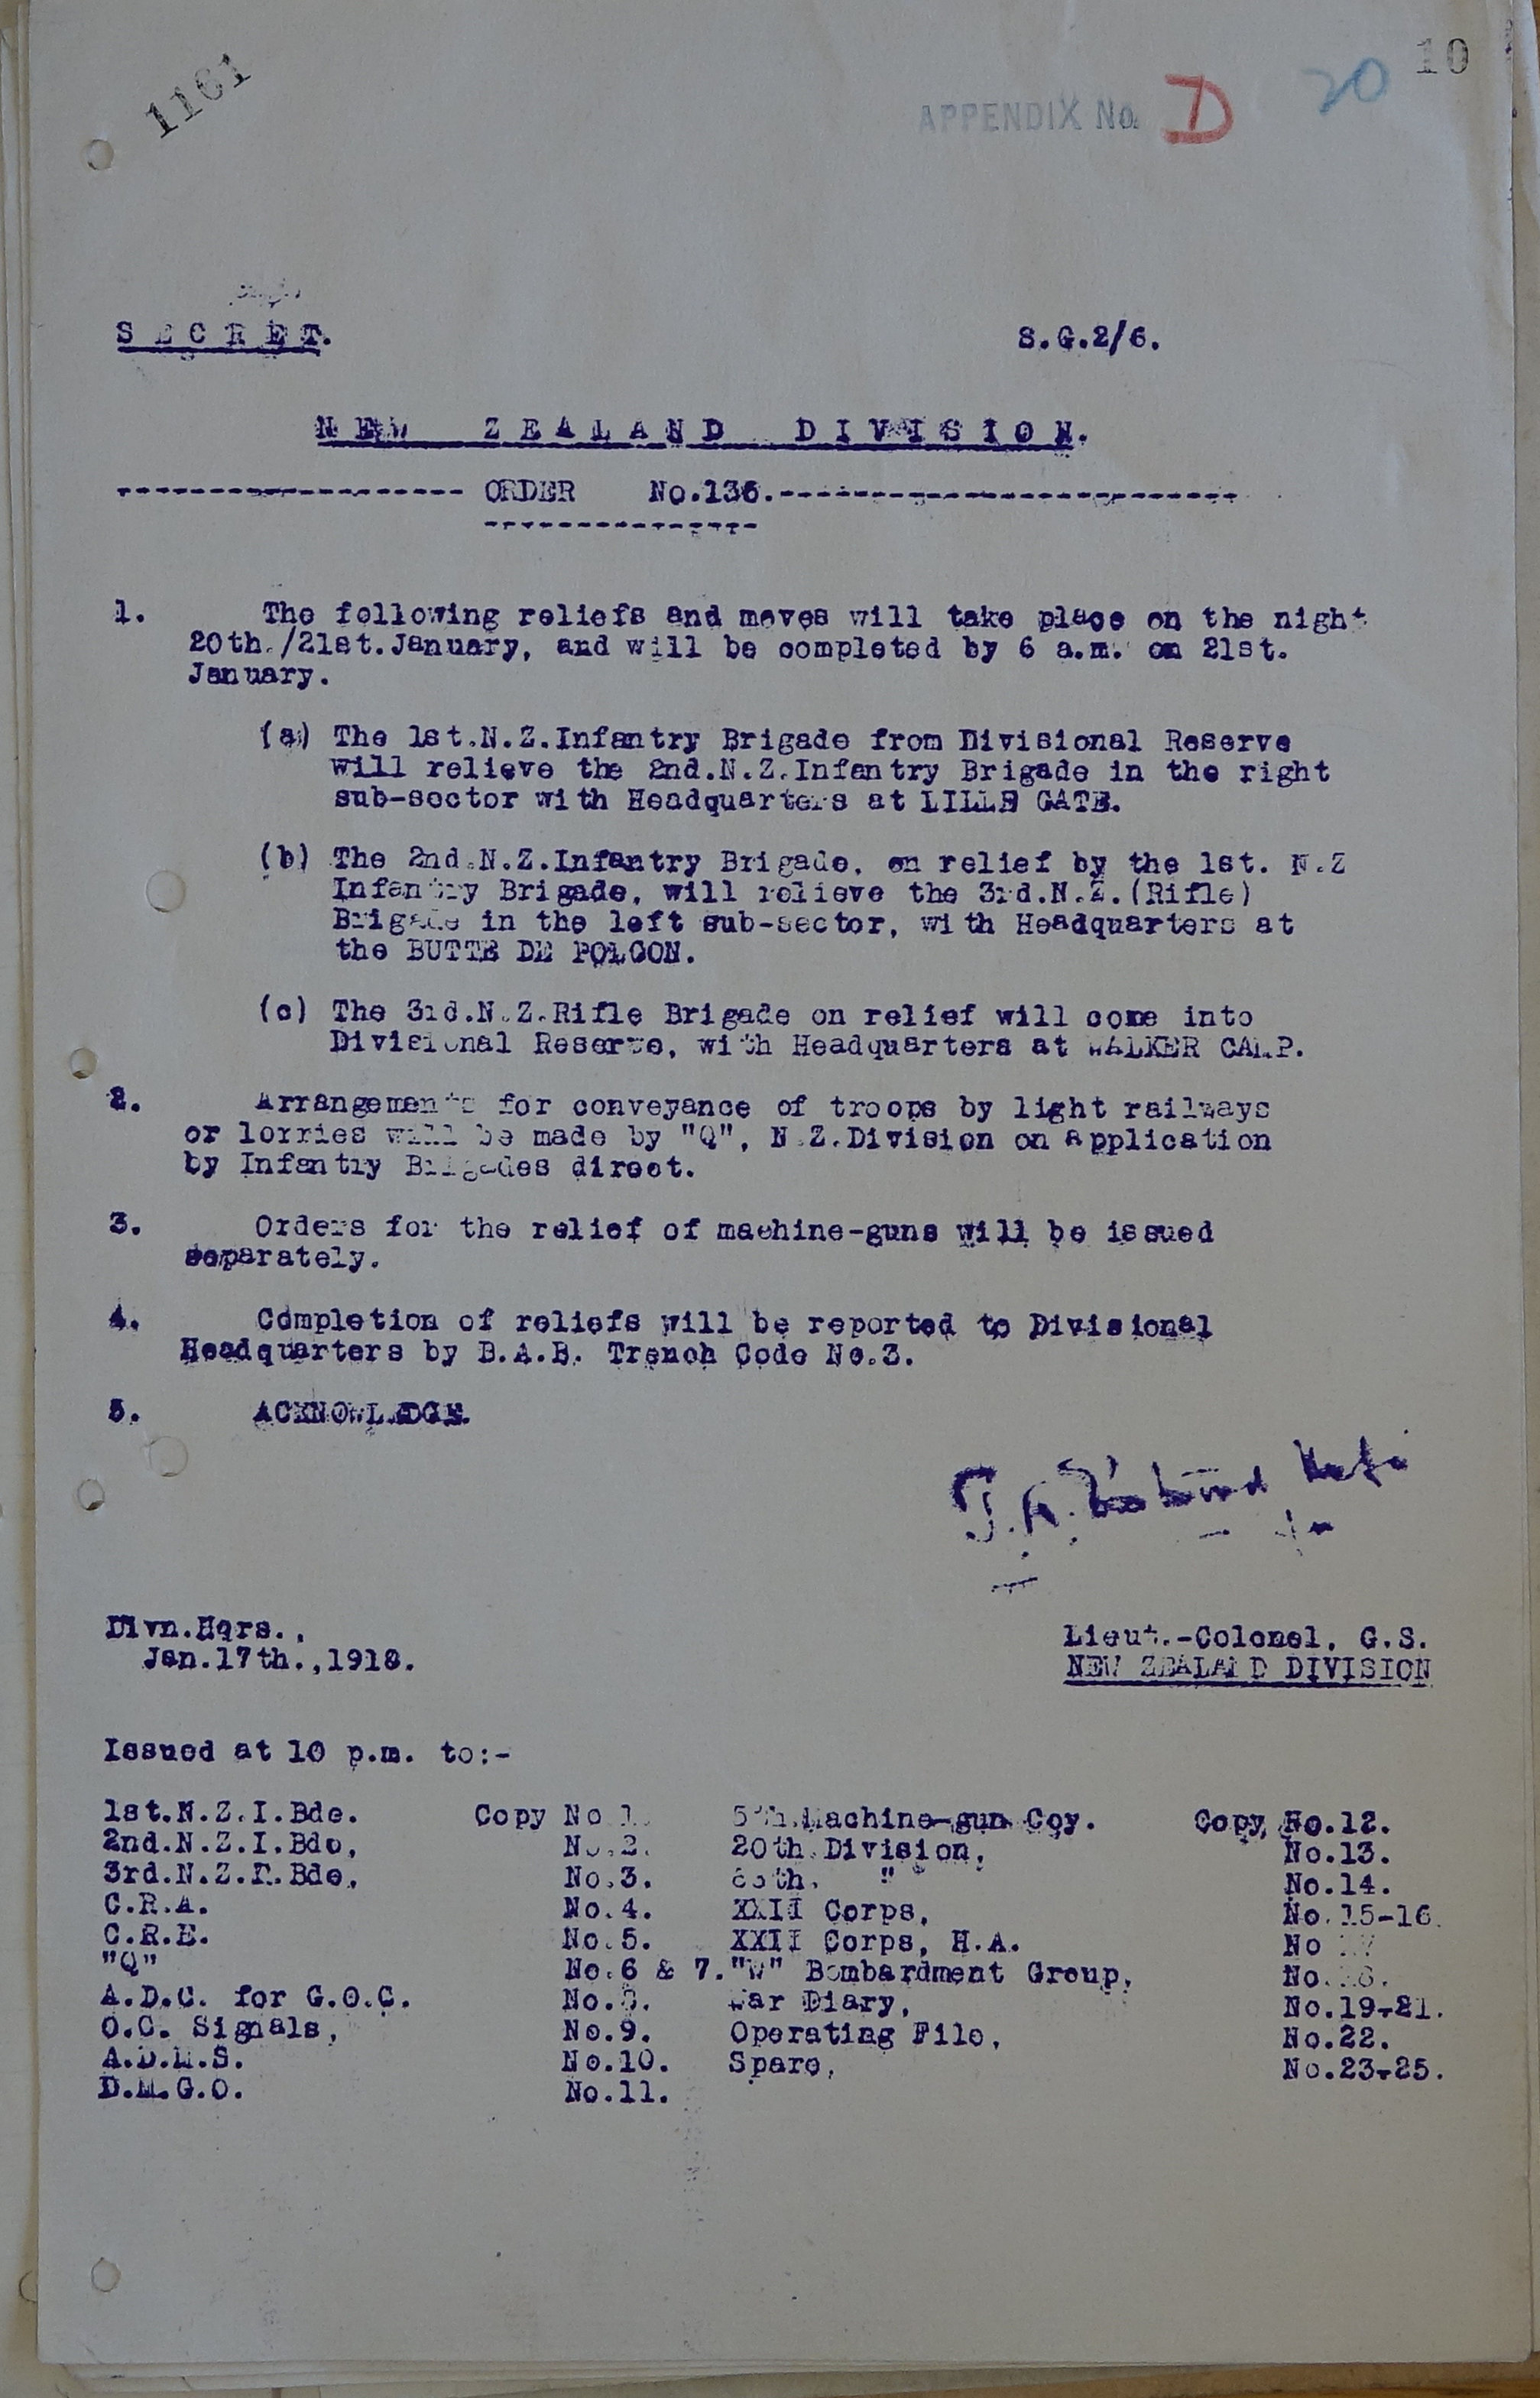 1161
10
APPENDIX No. D 20
SECRET.
S.G.2/6.
NEW ZEALAND DIVISION.
------------------- ORDER No.136.-------------------------
---------------
1. The following reliefs and moves will take place on the night
20th./21st.January, and will be completed by 6 a.m. on 21st.
January.
(a) The 1st.N.Z.Infantry Brigade from Divisional Reserve
will relieve the 2nd.N.Z.Infantry Brigade in the right
sub-sector with Headquarters at LILLE GATE.
(b) The 2nd.N.Z.Infantry Brigade, on relief by the 1st. N.Z
Infantry Brigade, will relieve the 3rd.N.Z.(Rifle)
Brigade in the left sub-sector, with Headquarters at
the BUTTE DE POLGON.
(c) The 3rd.N.Z.Rifle Brigade on relief will come into
Divisional Reserve, with Headquarters at WALKER CAMP.
2. Arrangements for conveyance of troops by light railways
or lorries will be made by "Q", N.Z.Division on application
by Infantry Brigades direct.
3. Orders for the relief of machine-guns will be issued
separately.
4. Completion of reliefs will be reported to Divisional
Headquarters by B.A.B. Trench Code No.3.
5. ACKNOWLEDGE.
Divn.Hqrs.,
Jan.17th.,1918.
Lieut.-Colonel, G.S.
NEW ZEALAND DIVISION
Issued at 10 p.m. to:-
1st.N.Z.I.Bde. Copy No 1. 5th.Machine-gun Coy. Copy No.12.
2nd.N.Z.I.Bde, No.2. 20th.Division, No.13.
3rd.N.Z.R.Bde, No.3. " No.14.
C.R.A. No.4. XXII Corps, No.15-16.
C.R.E. No.5. XXII Corps, H.A. No
"Q" No.6 & 7. "W" Bombardment Group, No.18.
A.D.C. for G.O.C. No.8. War Diary, No.19-21.
O.C. Signals, No.9. Operating File, No.22.
A.D.M.S. No.10. Spare, No.23-25.
D.M.G.O. No.11.